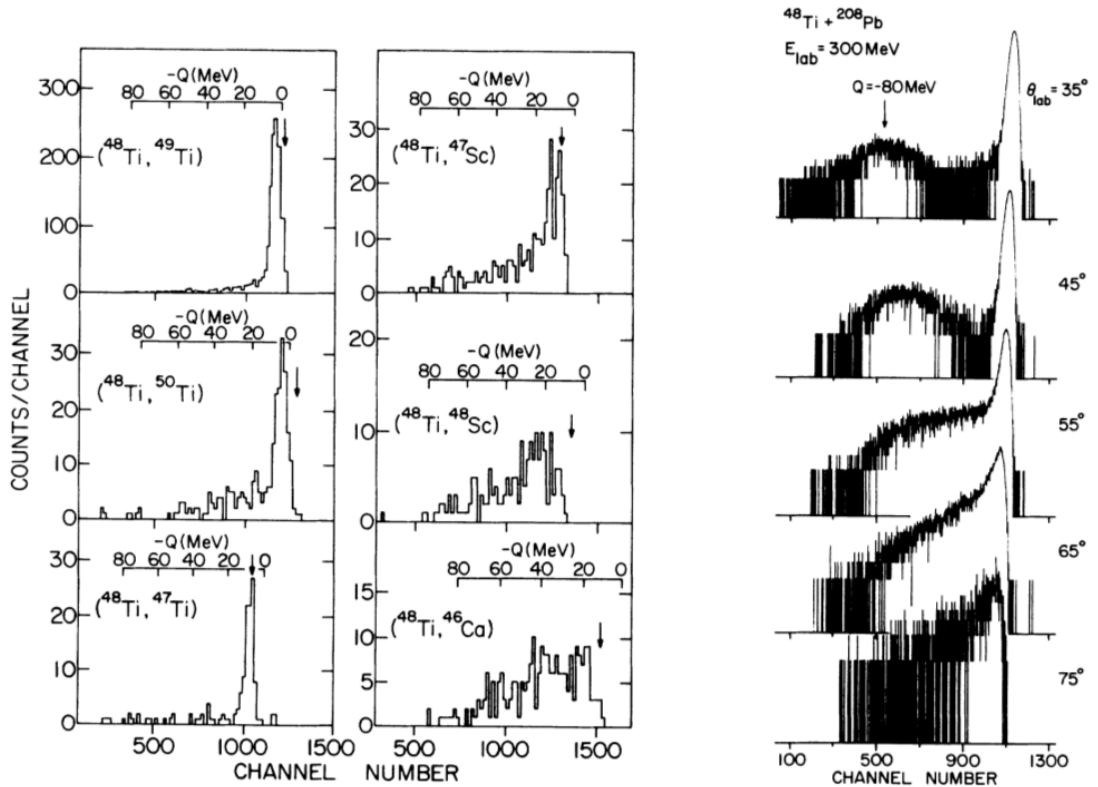 COUNTS/CHANNEL
-Q(MeV)
80 60 40 20 0
300
200
100
0
(⁴⁸Ti, ⁴⁹Ti)
-Q(MeV)
80 60 40 20 0
30
20
10
0
(⁴⁸Ti, ⁵⁰Ti)
-Q(MeV)
80 60 40 20 0
30
20
10
0
(⁴⁸Ti, ⁴⁷Ti)
500 1000 1500
-Q(MeV)
80 60 40 20 0
30
20
10
0
(⁴⁸Ti, ⁴⁷Sc)
-Q(MeV)
80 60 40 20 0
20
10
0
(⁴⁸Ti, ⁴⁸Sc)
-Q(MeV)
80 60 40 20 0
15
10
5
0
(⁴⁸Ti, ⁴⁶Ca)
500 1000 1500
CHANNEL NUMBER
⁴⁸Ti + ²⁰⁸Pb
E_lab = 300 MeV
Q=-80MeV
θ_lab = 35°
45°
55°
65°
75°
100 500 900 1300
CHANNEL NUMBER